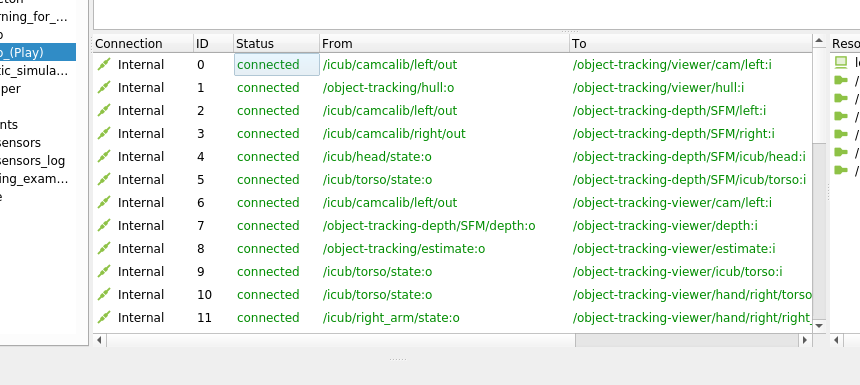 rning_for_...
o_(Play)
tic_simula...
per
nts
sensors
sensors_log
ing_exam...
Connection ID Status From To
Internal 0 connected /icub/camcalib/left/out /object-tracking/viewer/cam/left:i
Internal 1 connected /object-tracking/hull:o /object-tracking/viewer/hull:i
Internal 2 connected /icub/camcalib/left/out /object-tracking-depth/SFM/left:i
Internal 3 connected /icub/camcalib/right/out /object-tracking-depth/SFM/right:i
Internal 4 connected /icub/head/state:o /object-tracking-depth/SFM/icub/head:i
Internal 5 connected /icub/torso/state:o /object-tracking-depth/SFM/icub/torso:i
Internal 6 connected /icub/camcalib/left/out /object-tracking-viewer/cam/left:i
Internal 7 connected /object-tracking-depth/SFM/depth:o /object-tracking-viewer/depth:i
Internal 8 connected /object-tracking/estimate:o /object-tracking-viewer/estimate:i
Internal 9 connected /icub/torso/state:o /object-tracking-viewer/icub/torso:i
Internal 10 connected /icub/torso/state:o /object-tracking-viewer/hand/right/torso
Internal 11 connected /icub/right_arm/state:o /object-tracking-viewer/hand/right/right_
Reso
/
/
/
/
/